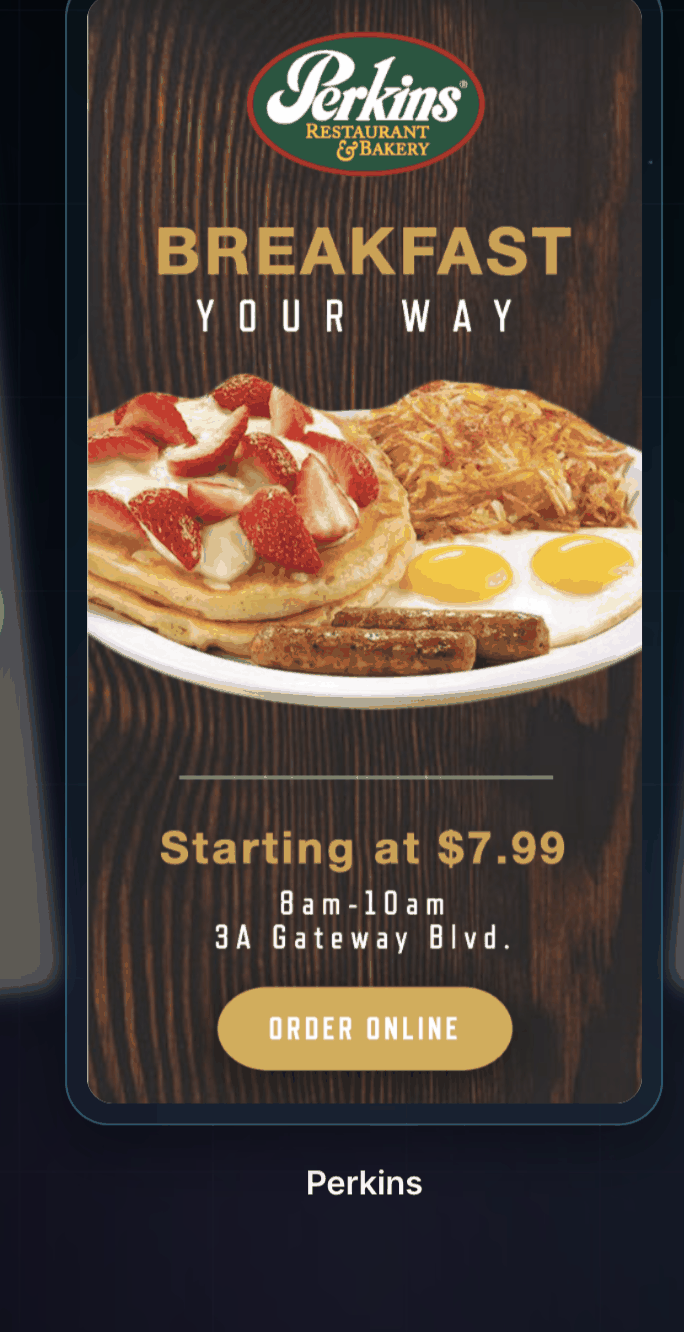 Perkins®
RESTAURANT
& BAKERY
BREAKFAST
YOUR WAY
Starting at $7.99
8am-10am
3A Gateway Blvd.
ORDER ONLINE
Perkins